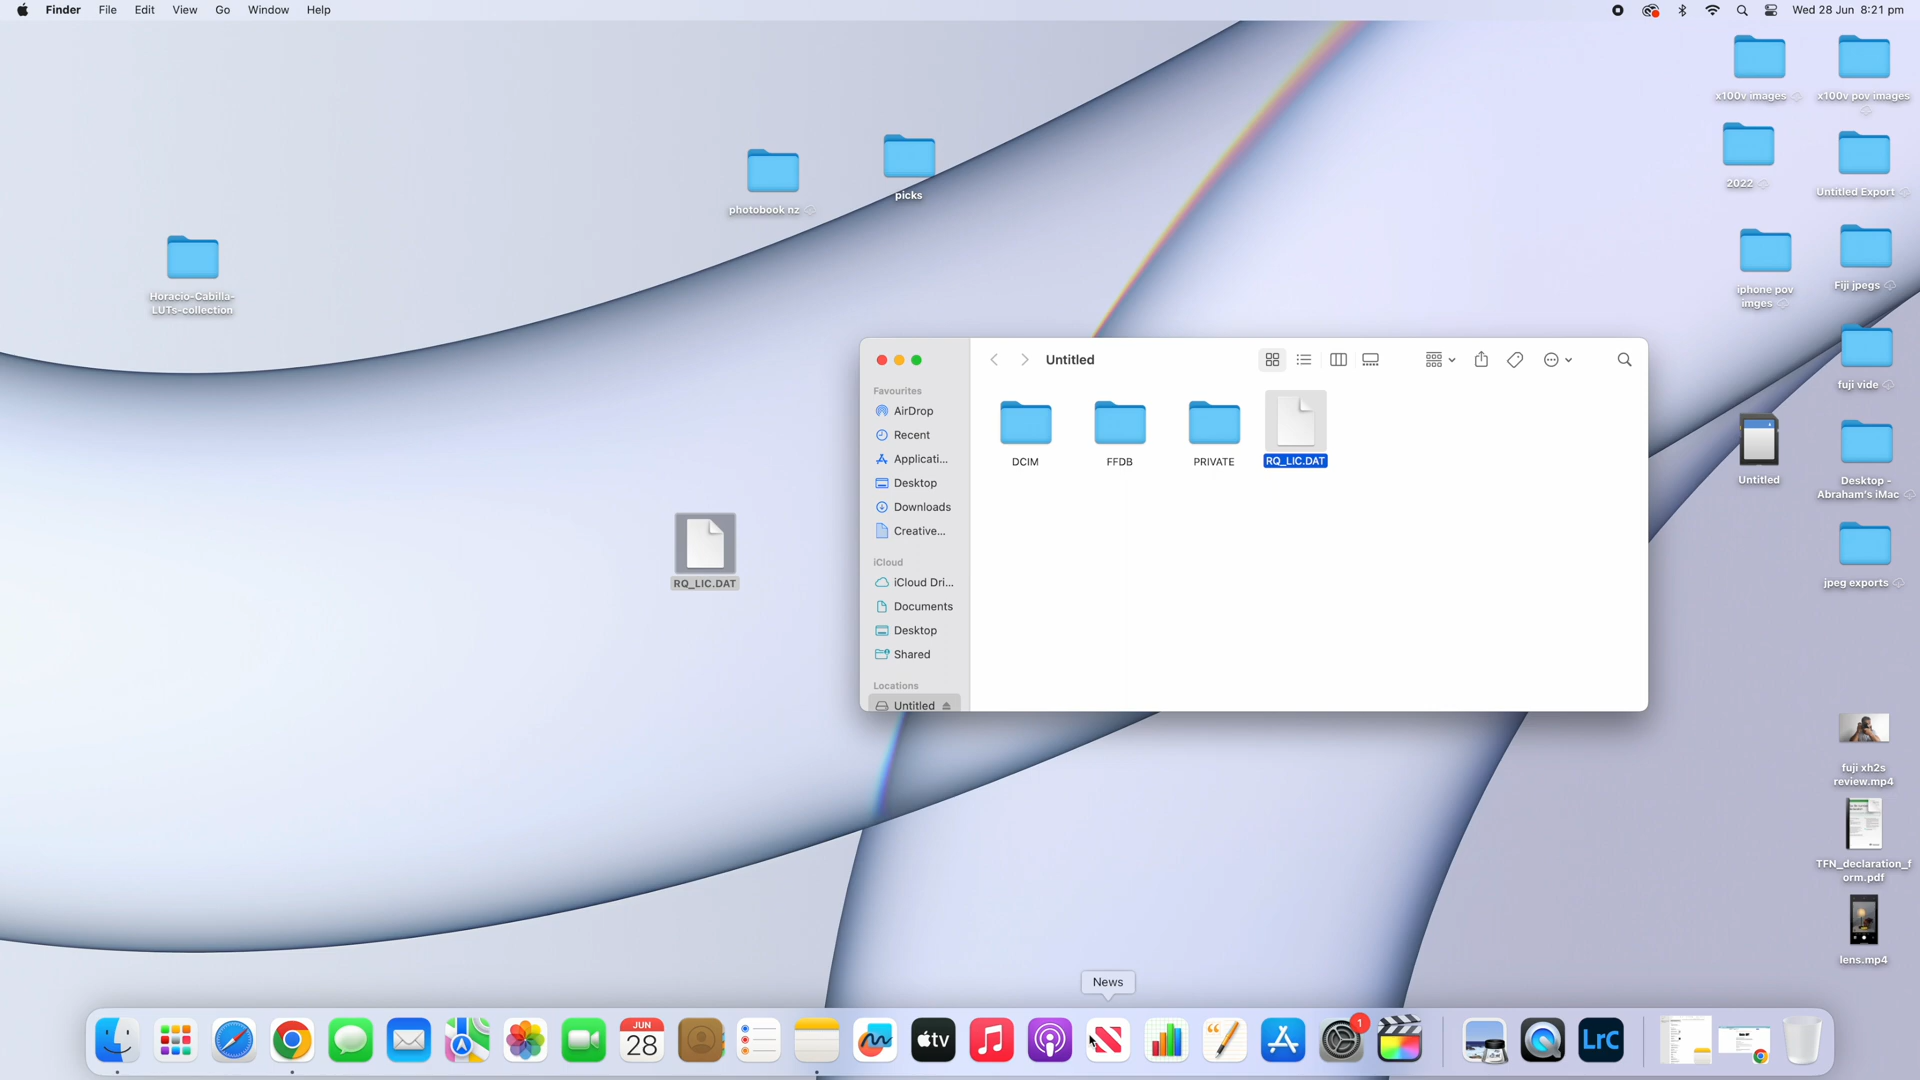 Finder File Edit View Go Window Help
Wed 28 Jun 8:21 pm
x100v images
x100v pov images
2022
Untitled Export
iphone pov
imges
Fiji jpegs
fuji vide
Untitled
Desktop -
Abraham's iMac
jpeg exports
fuji xh2s
review.mp4
TFN_declaration_f
orm.pdf
lens.mp4
photobook nz
picks
Horacio-Cabilla-
LUTs-collection
RQ_LIC.DAT
Untitled
Favourites
AirDrop
Recent
Applicati...
Desktop
Downloads
Creative...
iCloud
iCloud Dri...
Documents
Desktop
Shared
Locations
Untitled
DCIM
FFDB
PRIVATE
RQ_LIC.DAT
News
JUN
28
tv
1
LrC